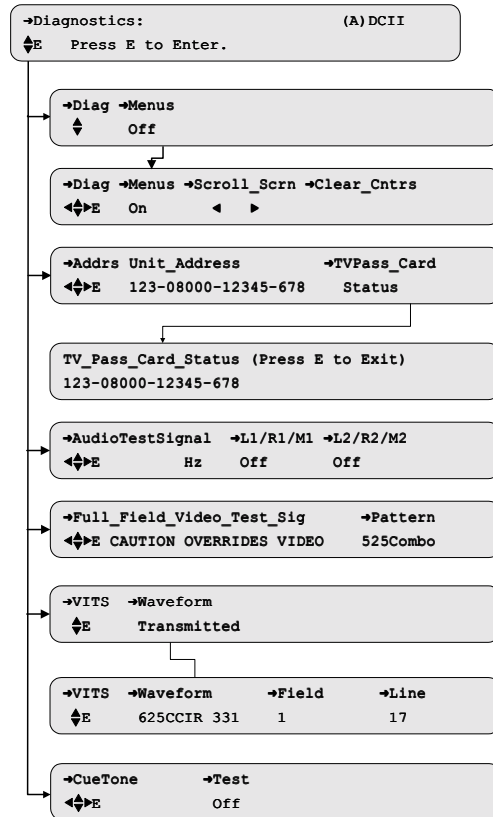 →Diagnostics: (A)DCII
E Press E to Enter.
→Diag →Menus
Off
→Diag →Menus →Scroll_Scrn →Clear_Cntrs
E On
→Addrs Unit_Address →TVPass_Card
E 123-08000-12345-678 Status
TV_Pass_Card_Status (Press E to Exit)
123-08000-12345-678
→AudioTestSignal →L1/R1/M1 →L2/R2/M2
E Hz Off Off
→Full_Field_Video_Test_Sig →Pattern
E CAUTION OVERRIDES VIDEO 525Combo
→VITS →Waveform
E Transmitted
→VITS →Waveform →Field →Line
E 625CCIR 331 1 17
→CueTone →Test
E Off